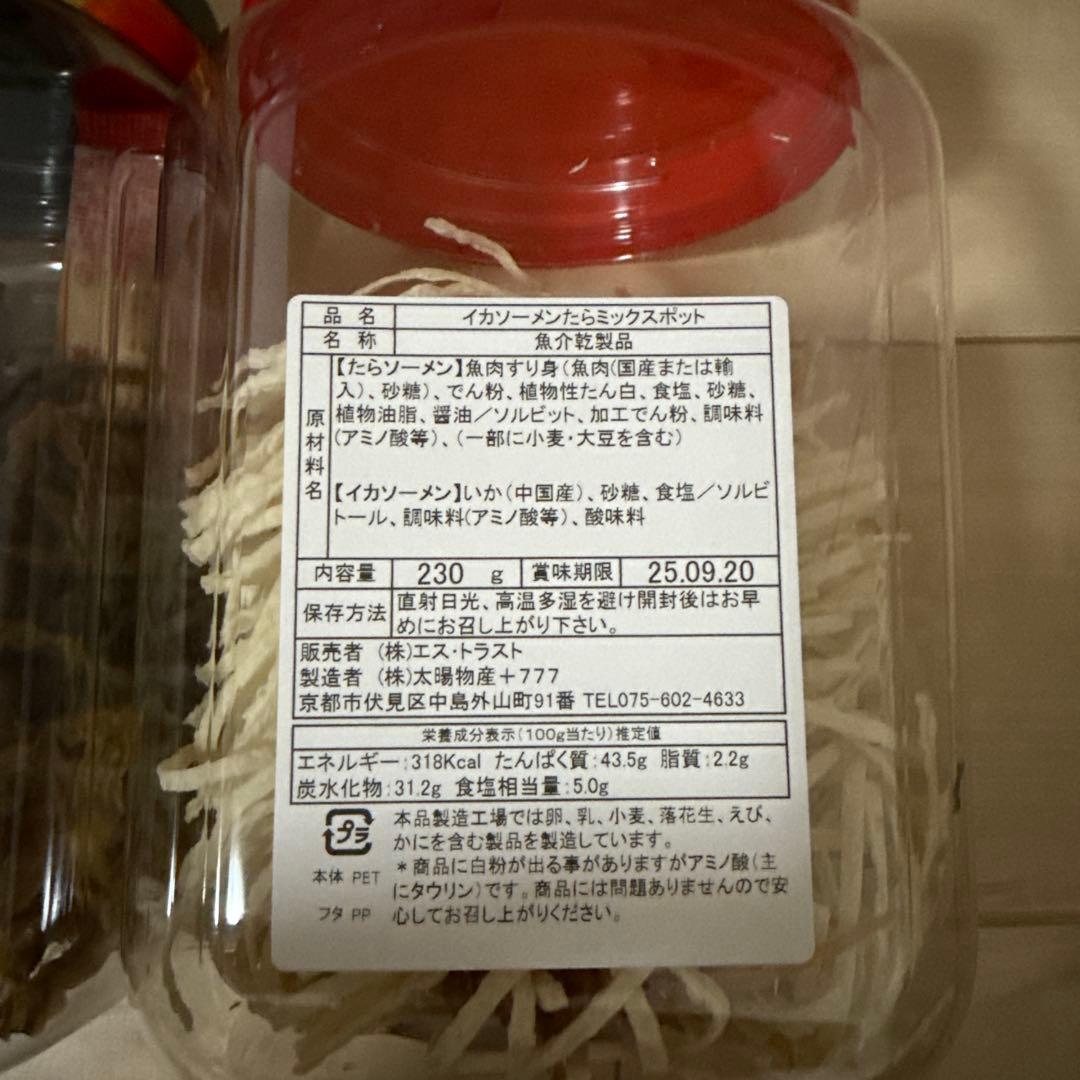 品 名 イカソーメンたらミックスポット
名 称 魚介乾製品
原材料名
【たらソーメン】魚肉すり身(魚肉(国産または輸
入)、砂糖)、でん粉、植物性たん白、食塩、砂糖、
植物油脂、醤油/ソルビット、加工でん粉、調味料
(アミノ酸等)、(一部に小麦・大豆を含む)
【イカソーメン】いか(中国産)、砂糖、食塩/ソルビ
トール、調味料(アミノ酸等)、酸味料
内容量 230 g 賞味期限 25.09.20
保存方法 直射日光、高温多湿を避け開封後はお早
めにお召し上がり下さい。
販売者 (株)エス・トラスト
製造者 (株)太陽物産+777
京都市伏見区中島外山町91番 TEL075-602-4633
栄養成分表示(100g当たり)推定値
エネルギー:318Kcal たんぱく質:43.5g 脂質:2.2g
炭水化物:31.2g 食塩相当量:5.0g
プラ
本体 PET
フタ PP
本品製造工場では卵、乳、小麦、落花生、えび、
かにを含む製品を製造しています。
*商品に白粉が出る事がありますがアミノ酸(主
にタウリン)です。商品には問題ありませんので安
心してお召し上がりください。